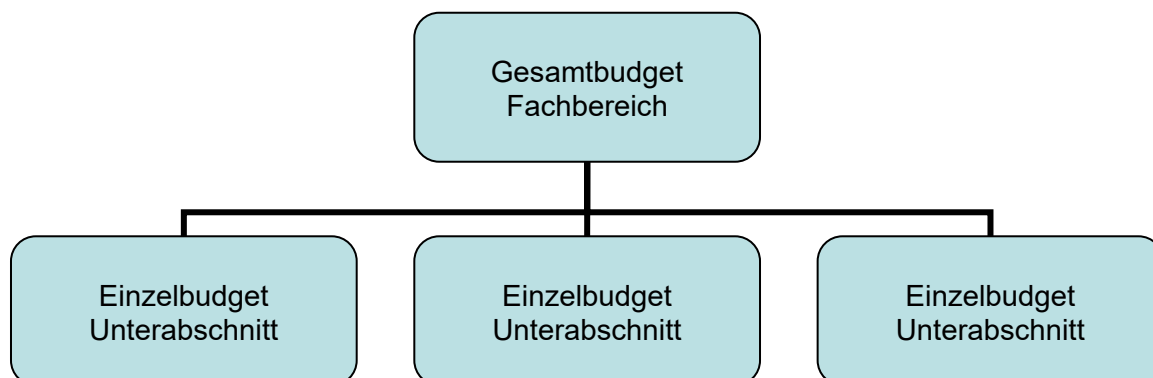 Gesamtbudget
Fachbereich
Einzelbudget
Unterabschnitt
Einzelbudget
Unterabschnitt
Einzelbudget
Unterabschnitt